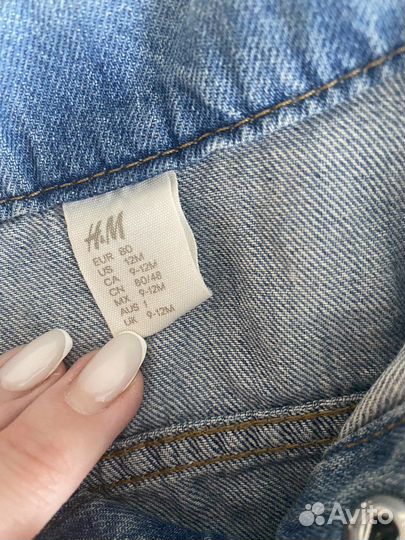 H&M
EUR 80
US 12M
CA 9-12M
CN 80/48
MX 9-12M
AUS 1
UK 9-12M
Avito